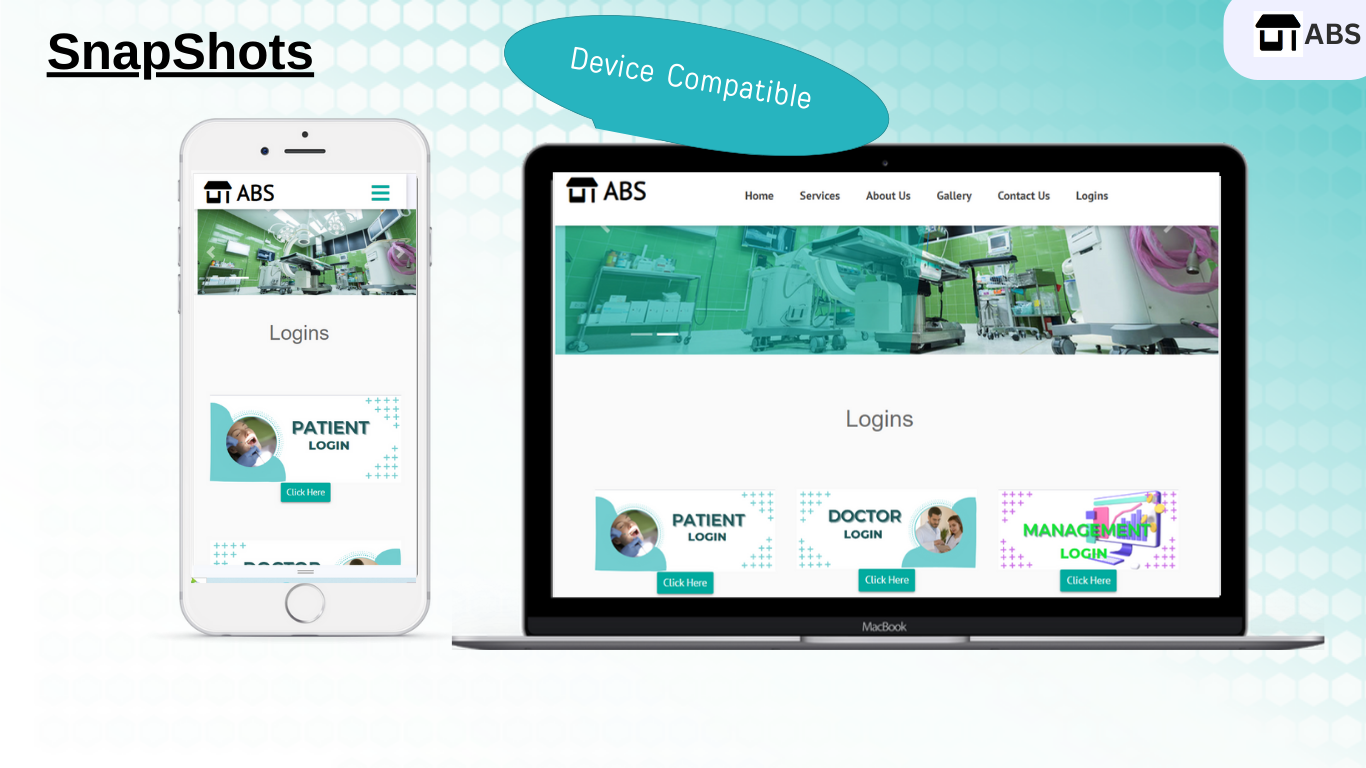 SnapShots
Device Compatible
ABS
ABS
Logins
PATIENT
LOGIN
Click Here
DOCTOR
ABS
Home Services About Us Gallery Contact Us Logins
Logins
PATIENT
LOGIN
Click Here
DOCTOR
LOGIN
Click Here
MANAGEMENT
LOGIN
Click Here
MacBook